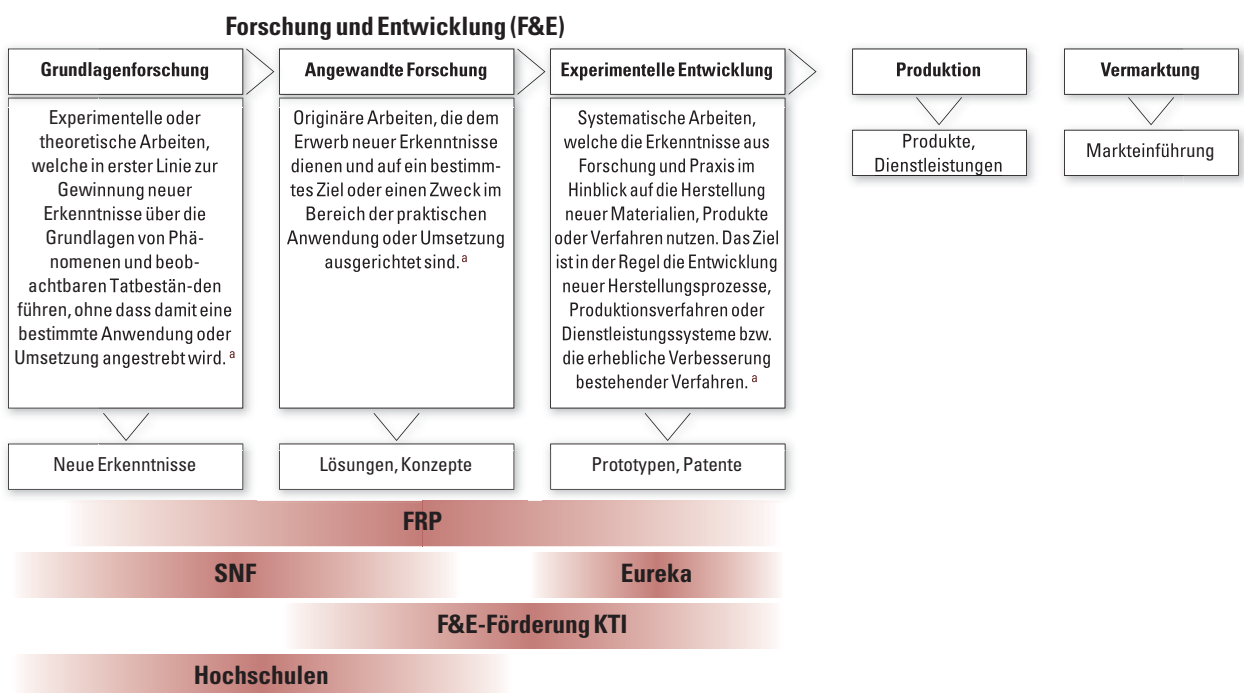 Forschung und Entwicklung (F&E)
Grundlagenforschung
Experimentelle oder
theoretische Arbeiten,
welche in erster Linie zur
Gewinnung neuer
Erkenntnisse über die
Grundlagen von Phä-
nomenen und beob-
achtbaren Tatbestän-den
führen, ohne dass damit eine
bestimmte Anwendung oder
Umsetzung angestrebt wird. a
Neue Erkenntnisse
Angewandte Forschung
Originäre Arbeiten, die dem
Erwerb neuer Erkenntnisse
dienen und auf ein bestimm-
tes Ziel oder einen Zweck im
Bereich der praktischen
Anwendung oder Umsetzung
ausgerichtet sind. a
Lösungen, Konzepte
Experimentelle Entwicklung
Systematische Arbeiten,
welche die Erkenntnisse aus
Forschung und Praxis im
Hinblick auf die Herstellung
neuer Materialien, Produkte
oder Verfahren nutzen. Das Ziel
ist in der Regel die Entwicklung
neuer Herstellungsprozesse,
Produktionsverfahren oder
Dienstleistungssysteme bzw.
die erhebliche Verbesserung
bestehender Verfahren. a
Prototypen, Patente
Produktion
Produkte,
Dienstleistungen
Vermarktung
Markteinführung
FRP
SNF
Eureka
F&E-Förderung KTI
Hochschulen